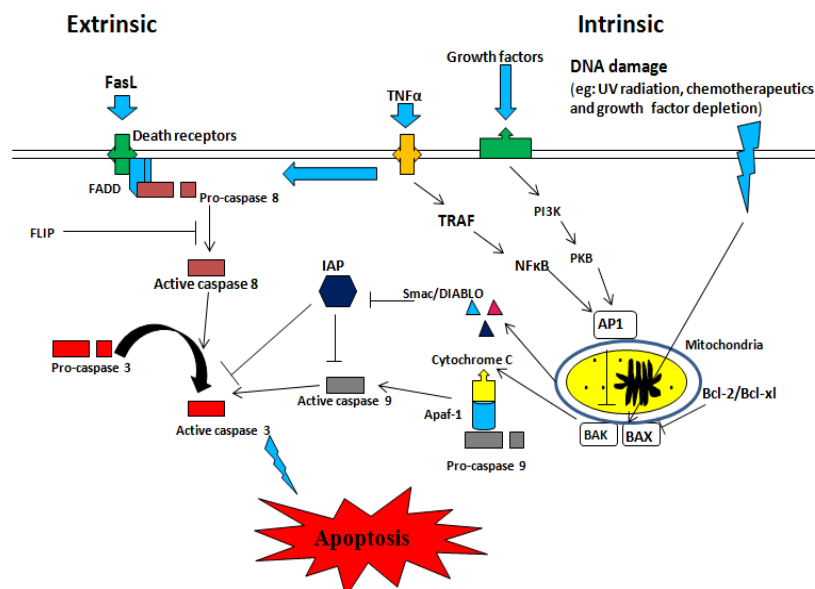 Extrinsic
Intrinsic
FasL
TNFα
Growth factors
DNA damage
(eg: UV radiation, chemotherapeutics
and growth factor depletion)
Death receptors
FADD
Pro-caspase 8
FLIP
Active caspase 8
TRAF
NFκB
PI3K
PKB
IAP
Smac/DIABLO
AP1
Mitochondria
Pro-caspase 3
Active caspase 3
Active caspase 9
Cytochrome C
Apaf-1
Pro-caspase 9
Bcl-2/Bcl-xl
BAK
BAX
Apoptosis